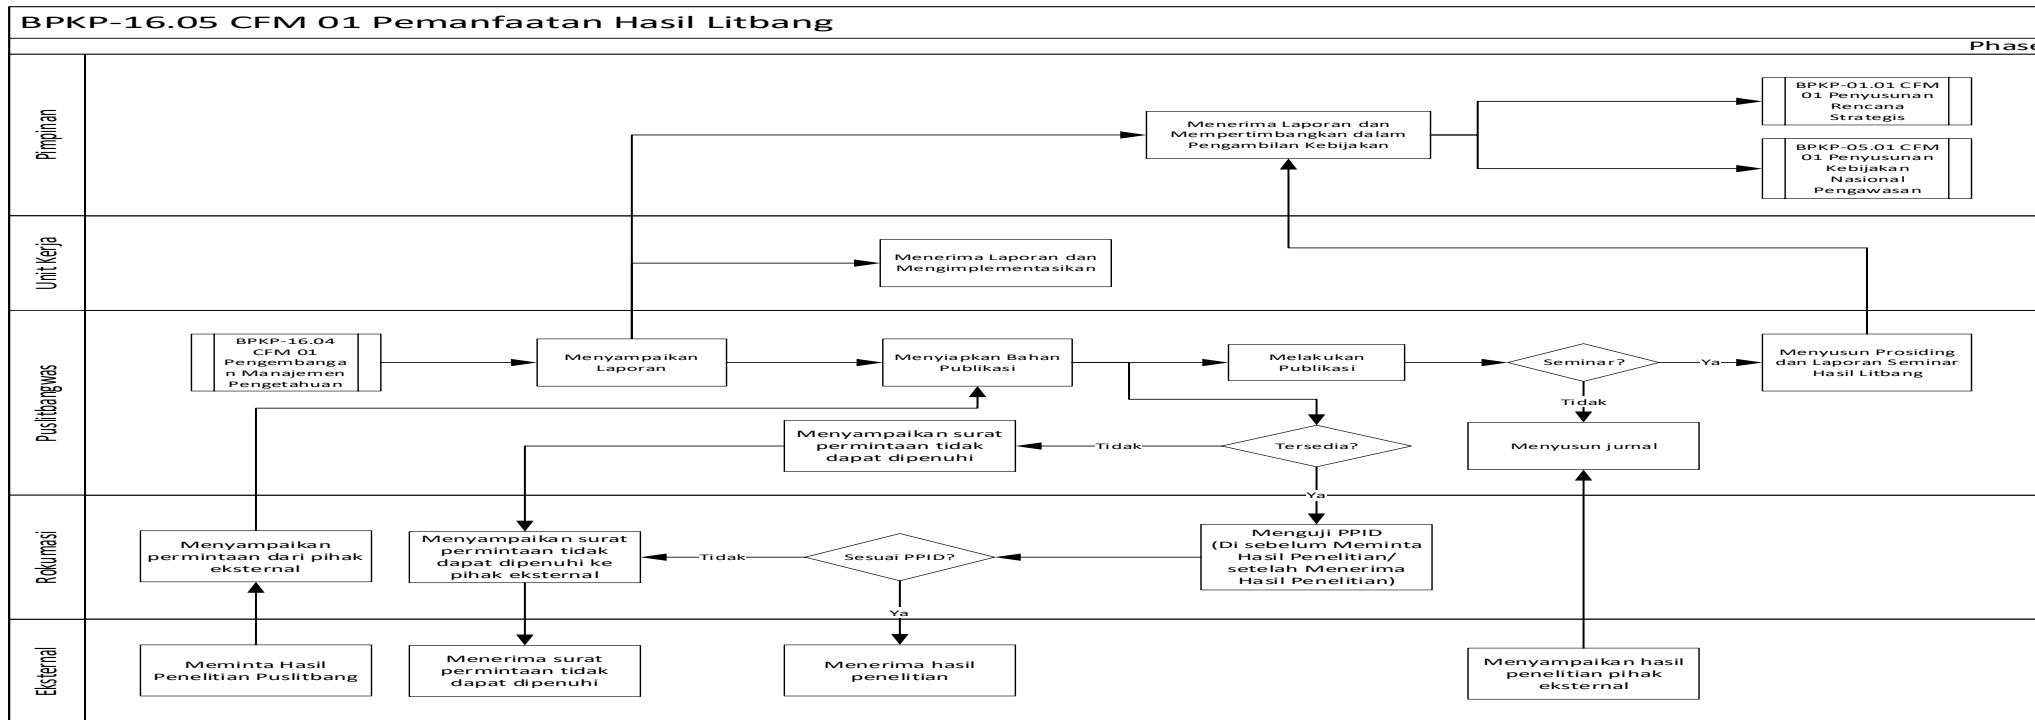 BPKP-16.05 CFM 01 Pemanfaatan Hasil Litbang
Phase
Pimpinan
Menerima Laporan dan
Mempertimbangkan dalam
Pengambilan Kebijakan
BPKP-01.01 CFM
01 Penyusunan
Rencana
Strategis
BPKP-05.01 CFM
01 Penyusunan
Kebijakan
Nasional
Pengawasan
Unit Kerja
Menerima Laporan dan
Mengimplementasikan
Puslitbangwas
BPKP-16.04
CFM 01
Pengembanga
n Manajemen
Pengetahuan
Menyampaikan
Laporan
Menyiapkan Bahan
Publikasi
Melakukan
Publikasi
Seminar?
Ya
Menyusun Prosiding
dan Laporan Seminar
Hasil Litbang
Tidak
Menyampaikan surat
permintaan tidak
dapat dipenuhi
Tidak
Tersedia?
Menyusun jurnal
Ya
Rokumasi
Menyampaikan
permintaan dari pihak
eksternal
Menyampaikan surat
permintaan tidak
dapat dipenuhi ke
pihak eksternal
Tidak
Sesuai PPID?
Menguji PPID
(Di sebelum Meminta
Hasil Penelitian/
setelah Menerima
Hasil Penelitian)
Ya
Eksternal
Meminta Hasil
Penelitian Puslitbang
Menerima surat
permintaan tidak
dapat dipenuhi
Menerima hasil
penelitian
Menyampaikan hasil
penelitian pihak
eksternal